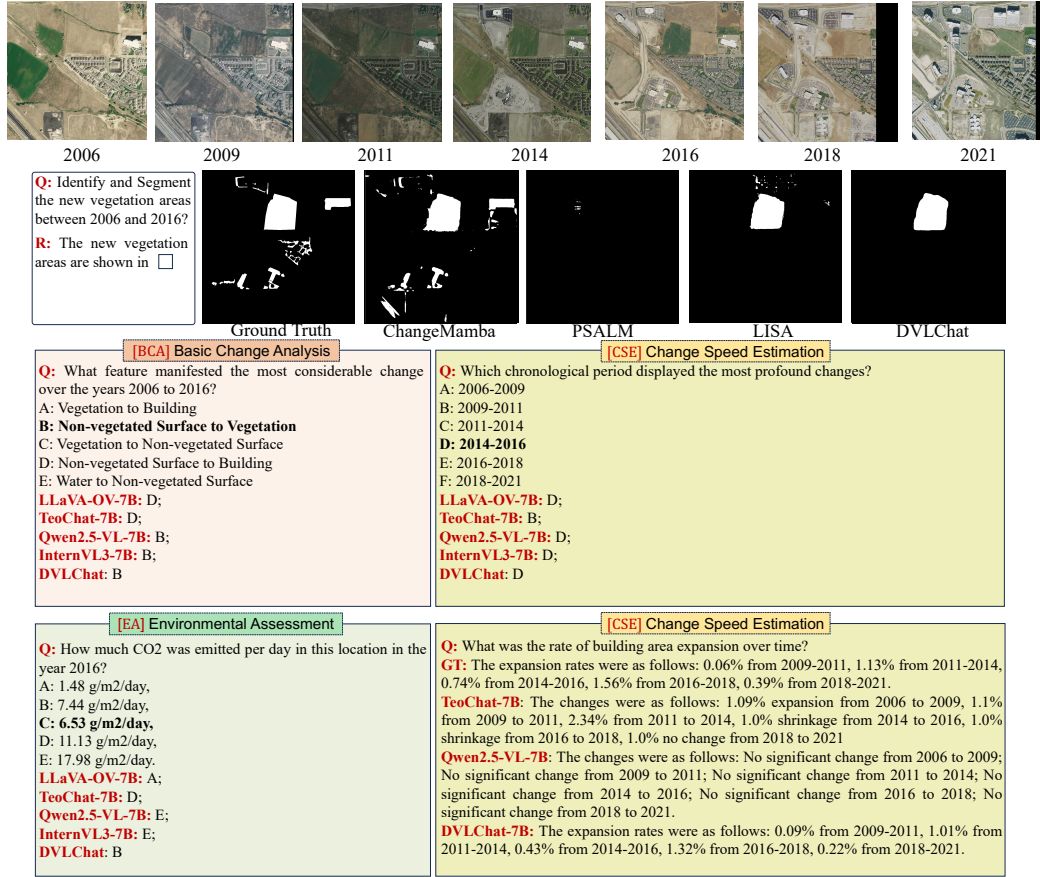 2006
2009
2011
2014
2016
2018
2021
Q: Identify and Segment
the new vegetation areas
between 2006 and 2016?
R: The new vegetation
areas are shown in
Ground Truth
ChangeMamba
PSALM
LISA
DVLChat
[BCA] Basic Change Analysis
Q: What feature manifested the most considerable change
over the years 2006 to 2016?
A: Vegetation to Building
B: Non-vegetated Surface to Vegetation
C: Vegetation to Non-vegetated Surface
D: Non-vegetated Surface to Building
E: Water to Non-vegetated Surface
LLaVA-OV-7B: D;
TeoChat-7B: D;
Qwen2.5-VL-7B: B;
InternVL3-7B: B;
DVLChat: B
[CSE] Change Speed Estimation
Q: Which chronological period displayed the most profound changes?
A: 2006-2009
B: 2009-2011
C: 2011-2014
D: 2014-2016
E: 2016-2018
F: 2018-2021
LLaVA-OV-7B: D;
TeoChat-7B: B;
Qwen2.5-VL-7B: D;
InternVL3-7B: D;
DVLChat: D
[EA] Environmental Assessment
Q: How much CO2 was emitted per day in this location in the
year 2016?
A: 1.48 g/m2/day,
B: 7.44 g/m2/day,
C: 6.53 g/m2/day,
D: 11.13 g/m2/day,
E: 17.98 g/m2/day.
LLaVA-OV-7B: A;
TeoChat-7B: D;
Qwen2.5-VL-7B: E;
InternVL3-7B: E;
DVLChat: B
[CSE] Change Speed Estimation
Q: What was the rate of building area expansion over time?
GT: The expansion rates were as follows: 0.06% from 2009-2011, 1.13% from 2011-2014,
0.74% from 2014-2016, 1.56% from 2016-2018, 0.39% from 2018-2021.
TeoChat-7B: The changes were as follows: 1.09% expansion from 2006 to 2009, 1.1%
from 2009 to 2011, 2.34% from 2011 to 2014, 1.0% shrinkage from 2014 to 2016, 1.0%
shrinkage from 2016 to 2018, 1.0% no change from 2018 to 2021
Qwen2.5-VL-7B: The changes were as follows: No significant change from 2006 to 2009;
No significant change from 2009 to 2011; No significant change from 2011 to 2014; No
significant change from 2014 to 2016; No significant change from 2016 to 2018; No
significant change from 2018 to 2021.
DVLChat-7B: The expansion rates were as follows: 0.09% from 2009-2011, 1.01% from
2011-2014, 0.43% from 2014-2016, 1.32% from 2016-2018, 0.22% from 2018-2021.